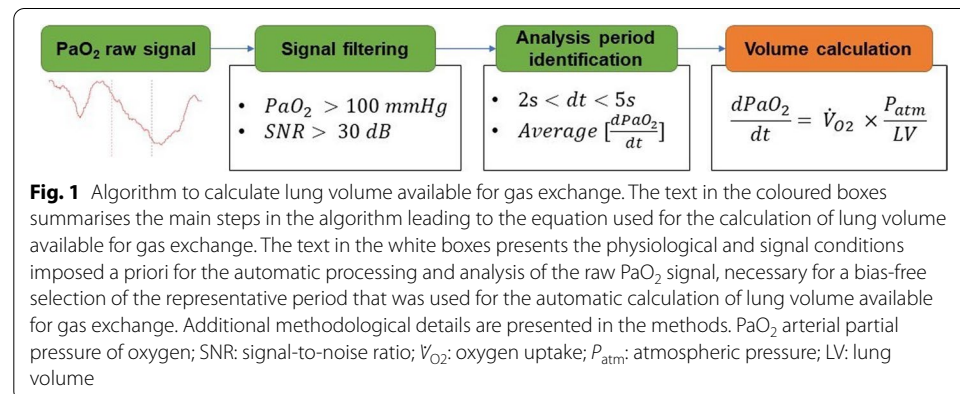 PaO₂ raw signal
Signal filtering
Analysis period
identification
Volume calculation
• PaO₂ > 100 mmHg
• SNR > 30 dB
• 2s < dt < 5s
• Average [dPaO₂/dt]
dPaO₂/dt = V̇O2 × Patm/LV
Fig. 1 Algorithm to calculate lung volume available for gas exchange. The text in the coloured boxes
summarises the main steps in the algorithm leading to the equation used for the calculation of lung volume
available for gas exchange. The text in the white boxes presents the physiological and signal conditions
imposed a priori for the automatic processing and analysis of the raw PaO₂ signal, necessary for a bias-free
selection of the representative period that was used for the automatic calculation of lung volume available
for gas exchange. Additional methodological details are presented in the methods. PaO₂ arterial partial
pressure of oxygen; SNR: signal-to-noise ratio; V̇O2: oxygen uptake; Patm: atmospheric pressure; LV: lung
volume